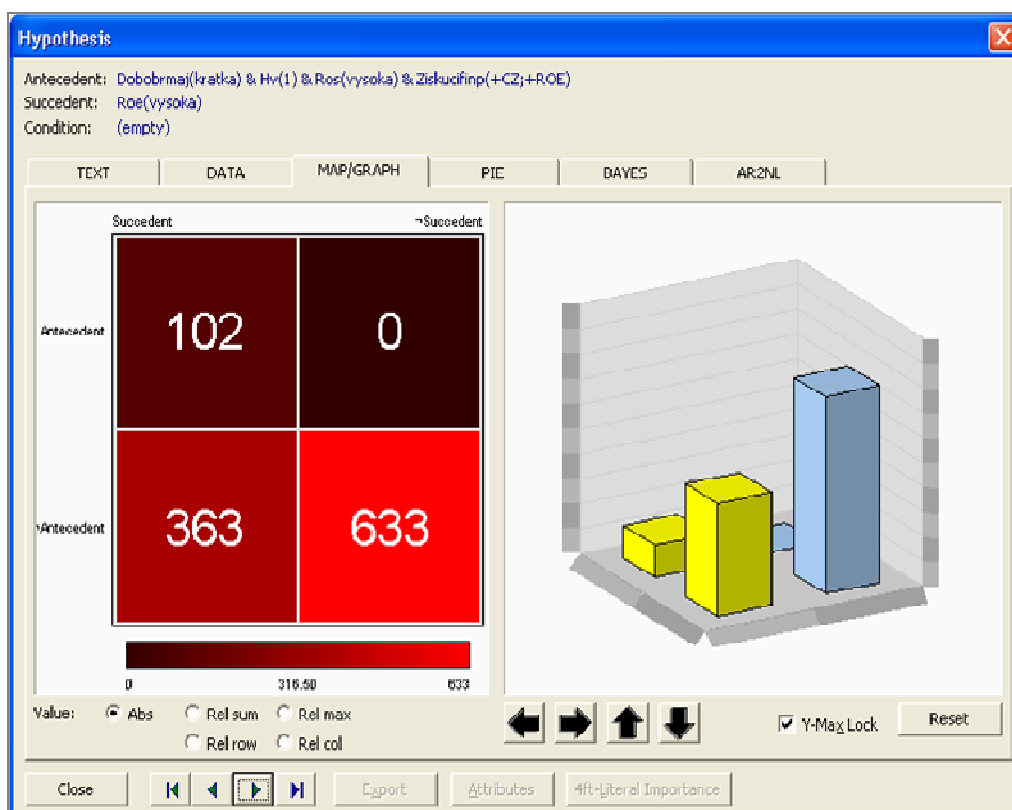 Hypothesis
Antecedent: Dobobrmaj(kratka) & Hv(1) & Ros(vysoka) & Ziskucifinp(+CZ;+ROE)
Succedent: Roe(vysoka)
Condition: (empty)
TEXT DATA MAP/GRAPH PIE BAYES AR2NL
Succedent ¬Succedent
Antecedent 102 0
¬Antecedent 363 633
0 316.50 633
Value: Abs Rel sum Rel max
Rel row Rel col
Y-Max Lock Reset
Close Export Attributes 4ft-Literal Importance